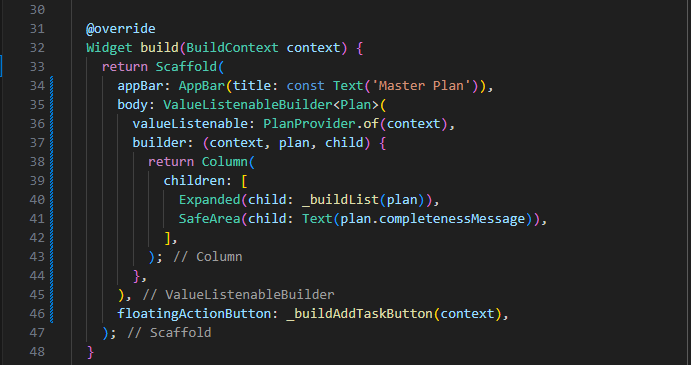 30
31 @override
32 Widget build(BuildContext context) {
33 return Scaffold(
34 appBar: AppBar(title: const Text('Master Plan')),
35 body: ValueListenableBuilder<Plan>(
36 valueListenable: PlanProvider.of(context),
37 builder: (context, plan, child) {
38 return Column(
39 children: [
40 Expanded(child: _buildList(plan)),
41 SafeArea(child: Text(plan.completenessMessage)),
42 ],
43 ); // Column
44 },
45 ), // ValueListenableBuilder
46 floatingActionButton: _buildAddTaskButton(context),
47 ); // Scaffold
48 }